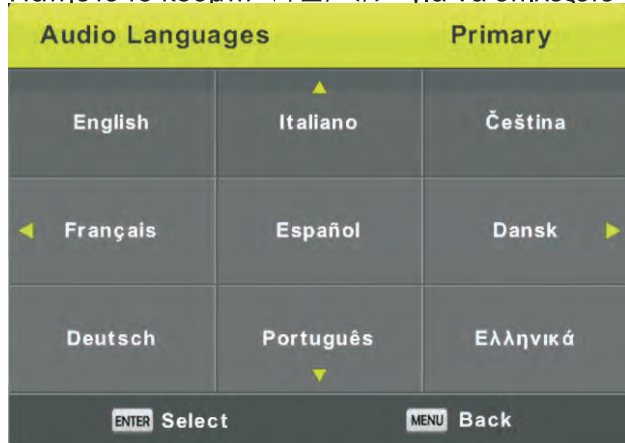 Audio Languages Primary
English Italiano Čeština
Français Español Dansk
Deutsch Português Ελληνικά
ENTER Select MENU Back